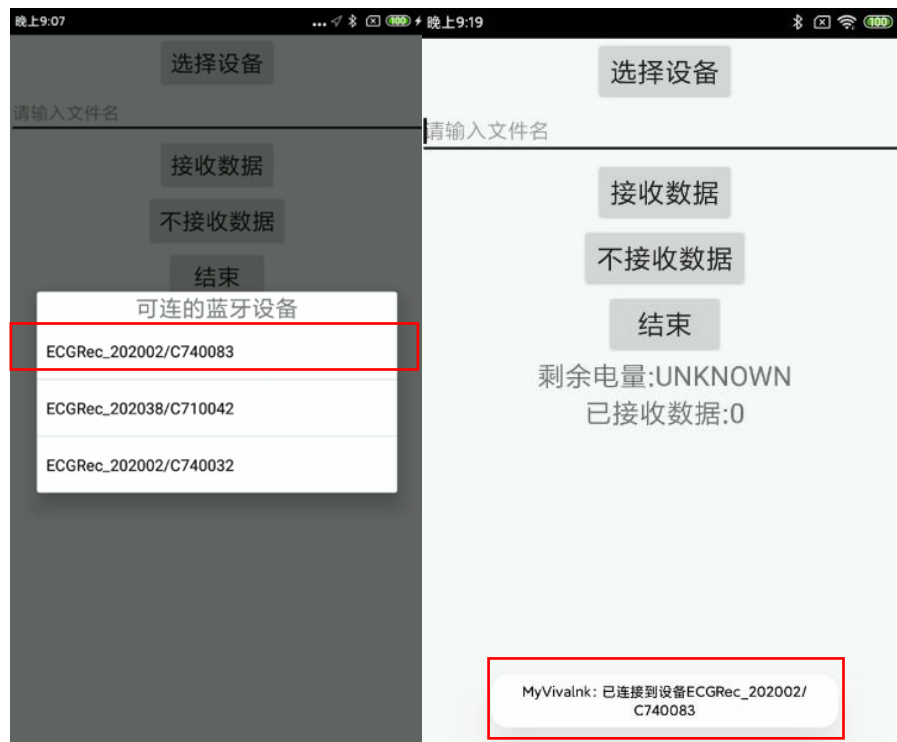 晚上9:07
100
选择设备
请输入文件名
接收数据
不接收数据
结束
可连的蓝牙设备
ECGRec_202002/C740083
ECGRec_202038/C710042
ECGRec_202002/C740032
晚上9:19
100
选择设备
请输入文件名
接收数据
不接收数据
结束
剩余电量:UNKNOWN
已接收数据:0
MyVivalnk：已连接到设备ECGRec_202002/
C740083